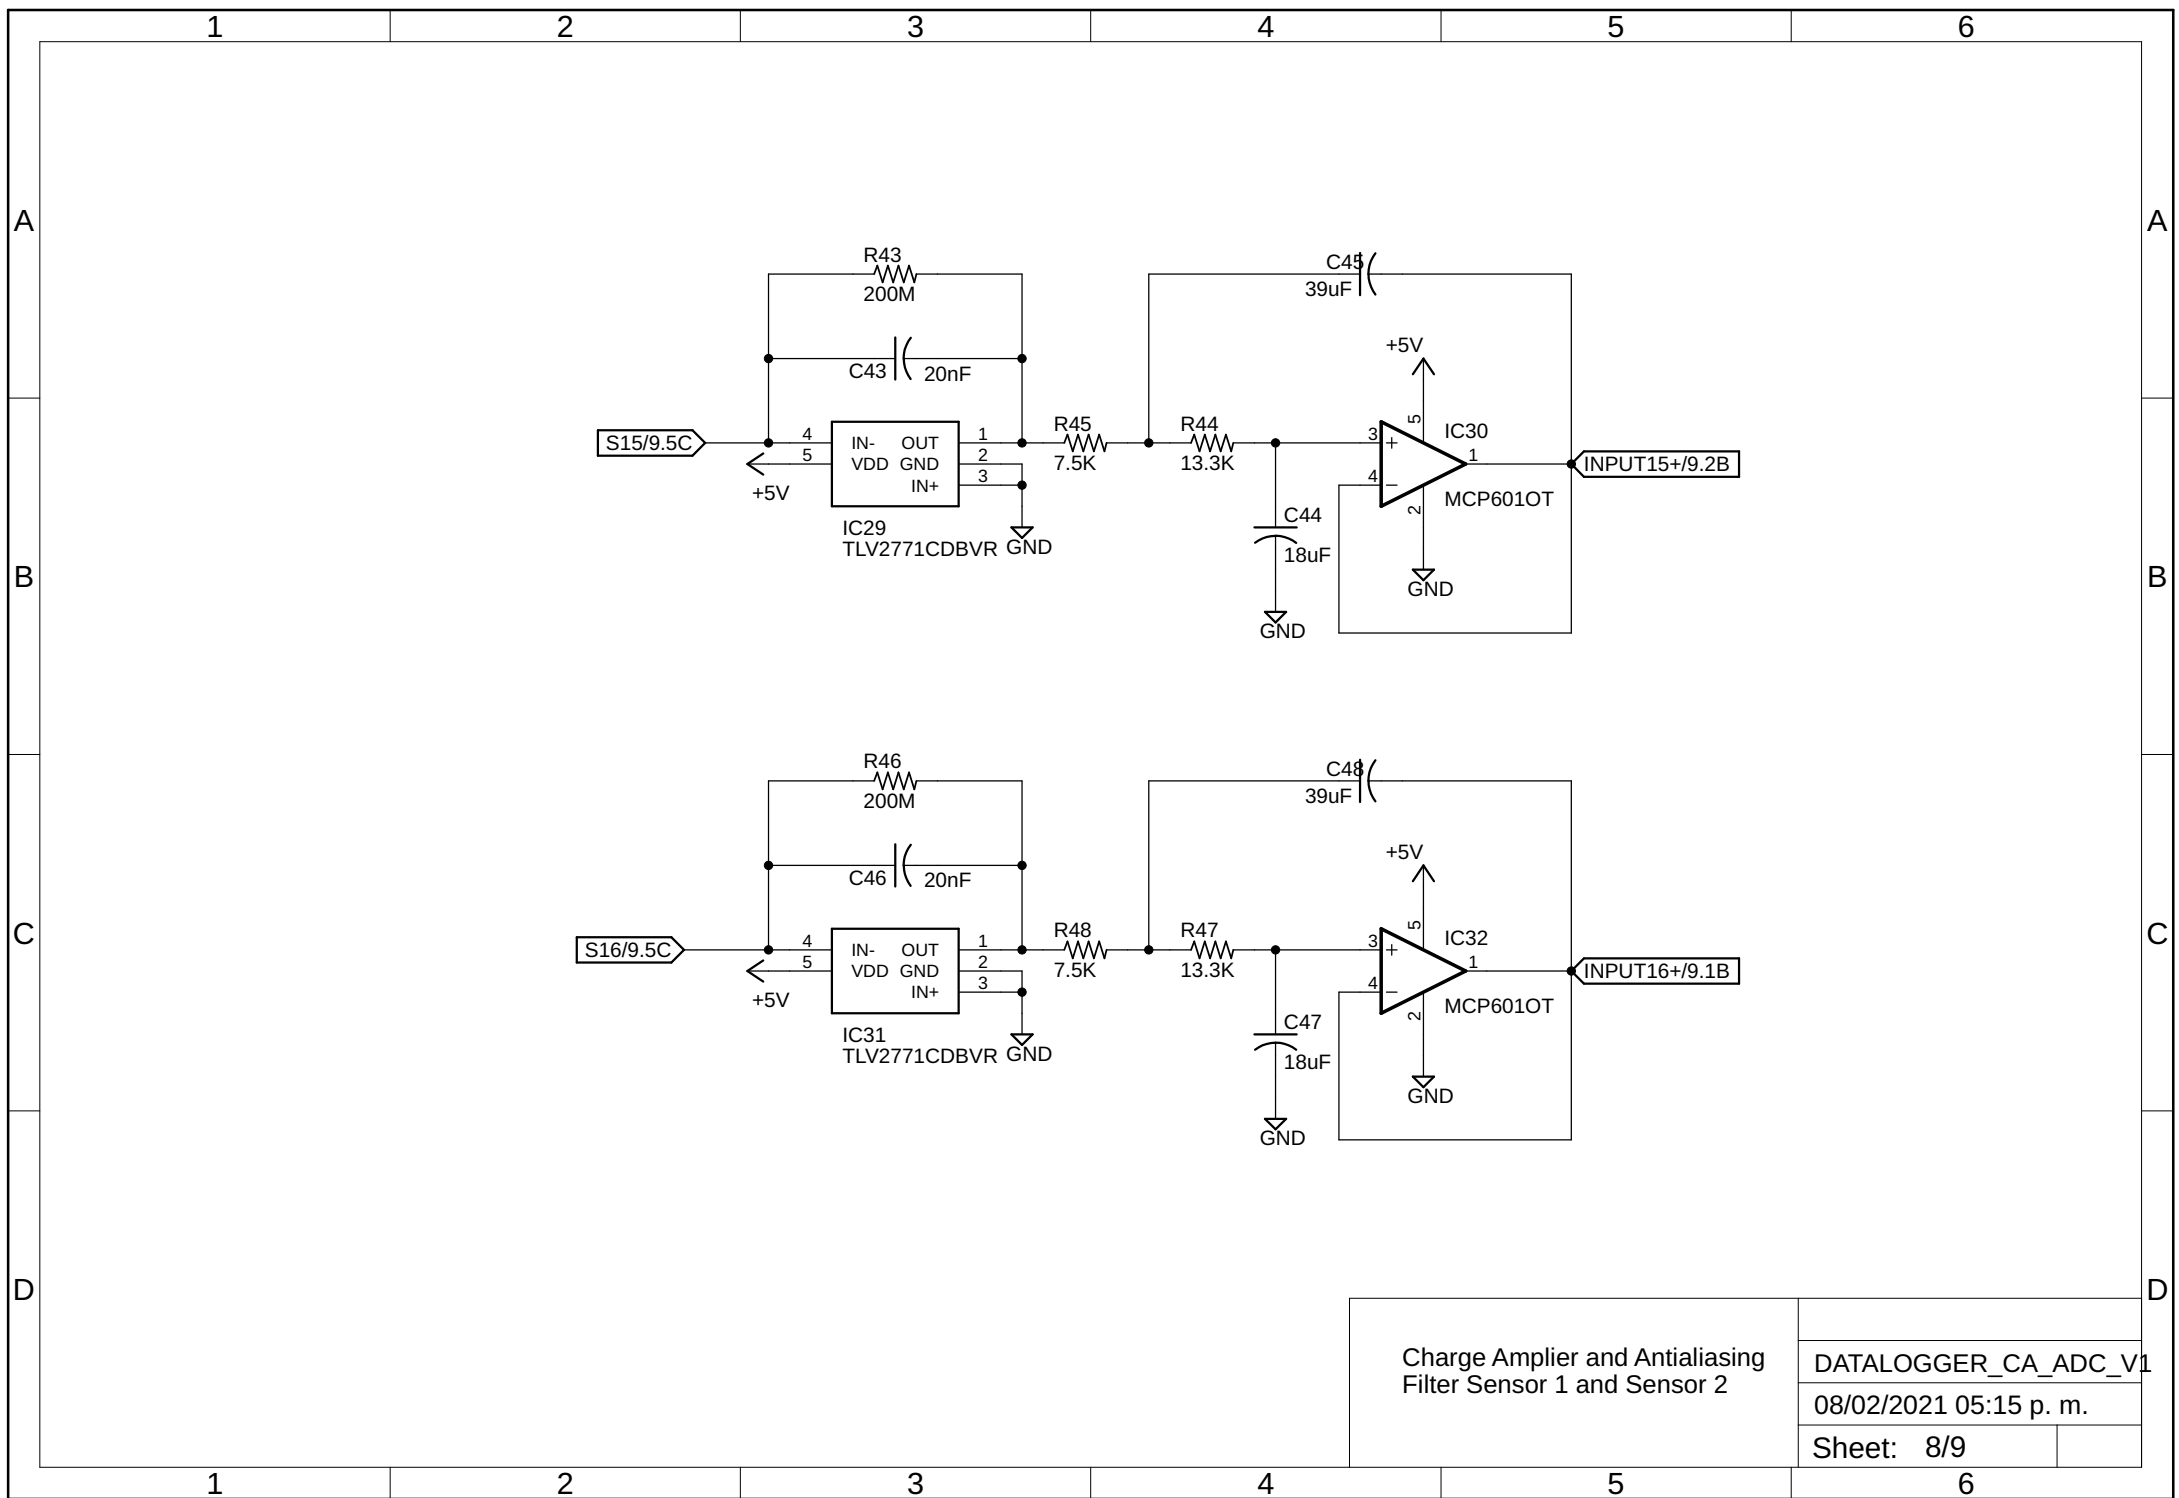 1 2 3 4 5 6
A A
R43
200M
C45
39uF
+5V
C43 20nF
S15/9.5C
4 IN- OUT 1
5 VDD GND 2
IN+ 3
+5V
IC29
TLV2771CDBVR
GND
R45
7.5K
R44
13.3K
C44
18uF
GND
3 +
4 -
5
2
1
IC30
MCP601OT
GND
INPUT15+/9.2B
B B
R46
200M
C48
39uF
+5V
C46 20nF
S16/9.5C
4 IN- OUT 1
5 VDD GND 2
IN+ 3
+5V
IC31
TLV2771CDBVR
GND
R48
7.5K
R47
13.3K
C47
18uF
GND
3 +
4 -
5
2
1
IC32
MCP601OT
GND
INPUT16+/9.1B
C C
D D
Charge Amplier and Antialiasing
Filter Sensor 1 and Sensor 2
DATALOGGER_CA_ADC_V1
08/02/2021 05:15 p. m.
Sheet: 8/9
1 2 3 4 5 6